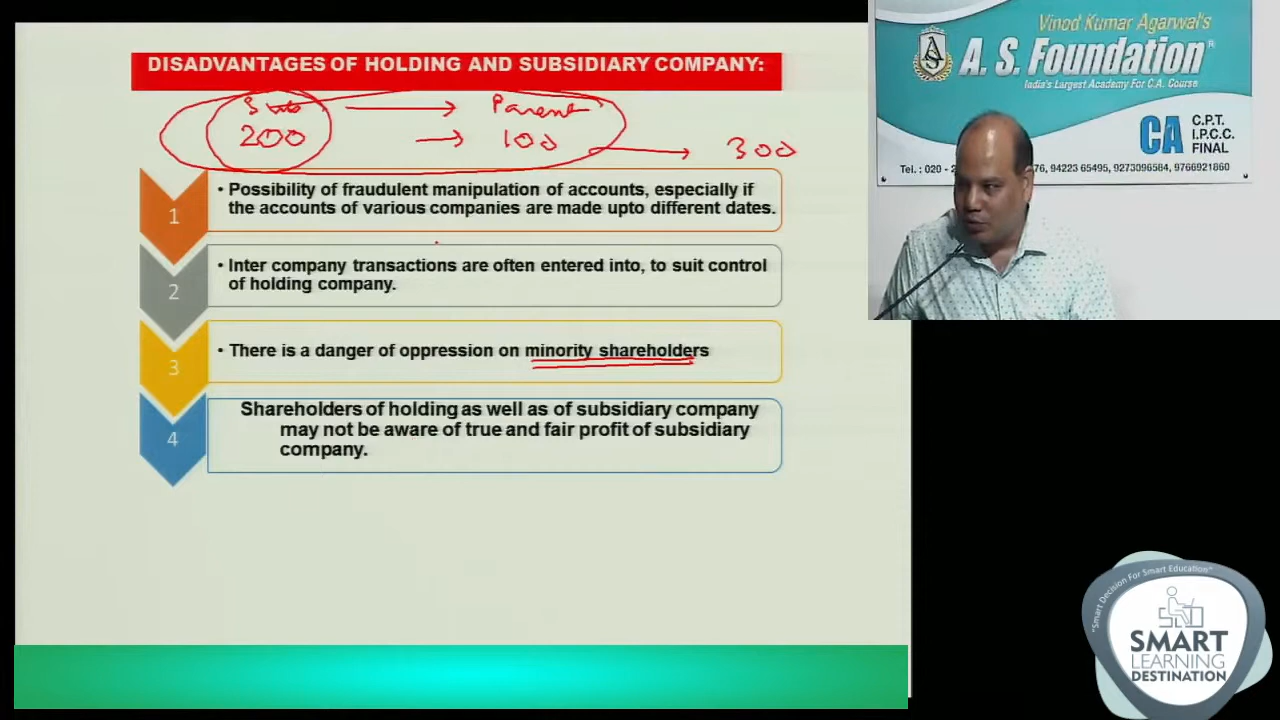 DISADVANTAGES OF HOLDING AND SUBSIDIARY COMPANY:
Sub → Parent
200 → 100 → 300
1
• Possibility of fraudulent manipulation of accounts, especially if
the accounts of various companies are made upto different dates.
2
• Inter company transactions are often entered into, to suit control
of holding company.
3
• There is a danger of oppression on minority shareholders
4
Shareholders of holding as well as of subsidiary company
may not be aware of true and fair profit of subsidiary
company.
Vinod Kumar Agarwal's
A. S. Foundation®
India's Largest Academy For C.A. Course
CA
C.P.T.
I.P.C.C.
FINAL
Tel. : 020 - 2 76, 94223 65495, 9273096584, 9766921860
"Smart Decision For Smart Education"
SMART
LEARNING
DESTINATION